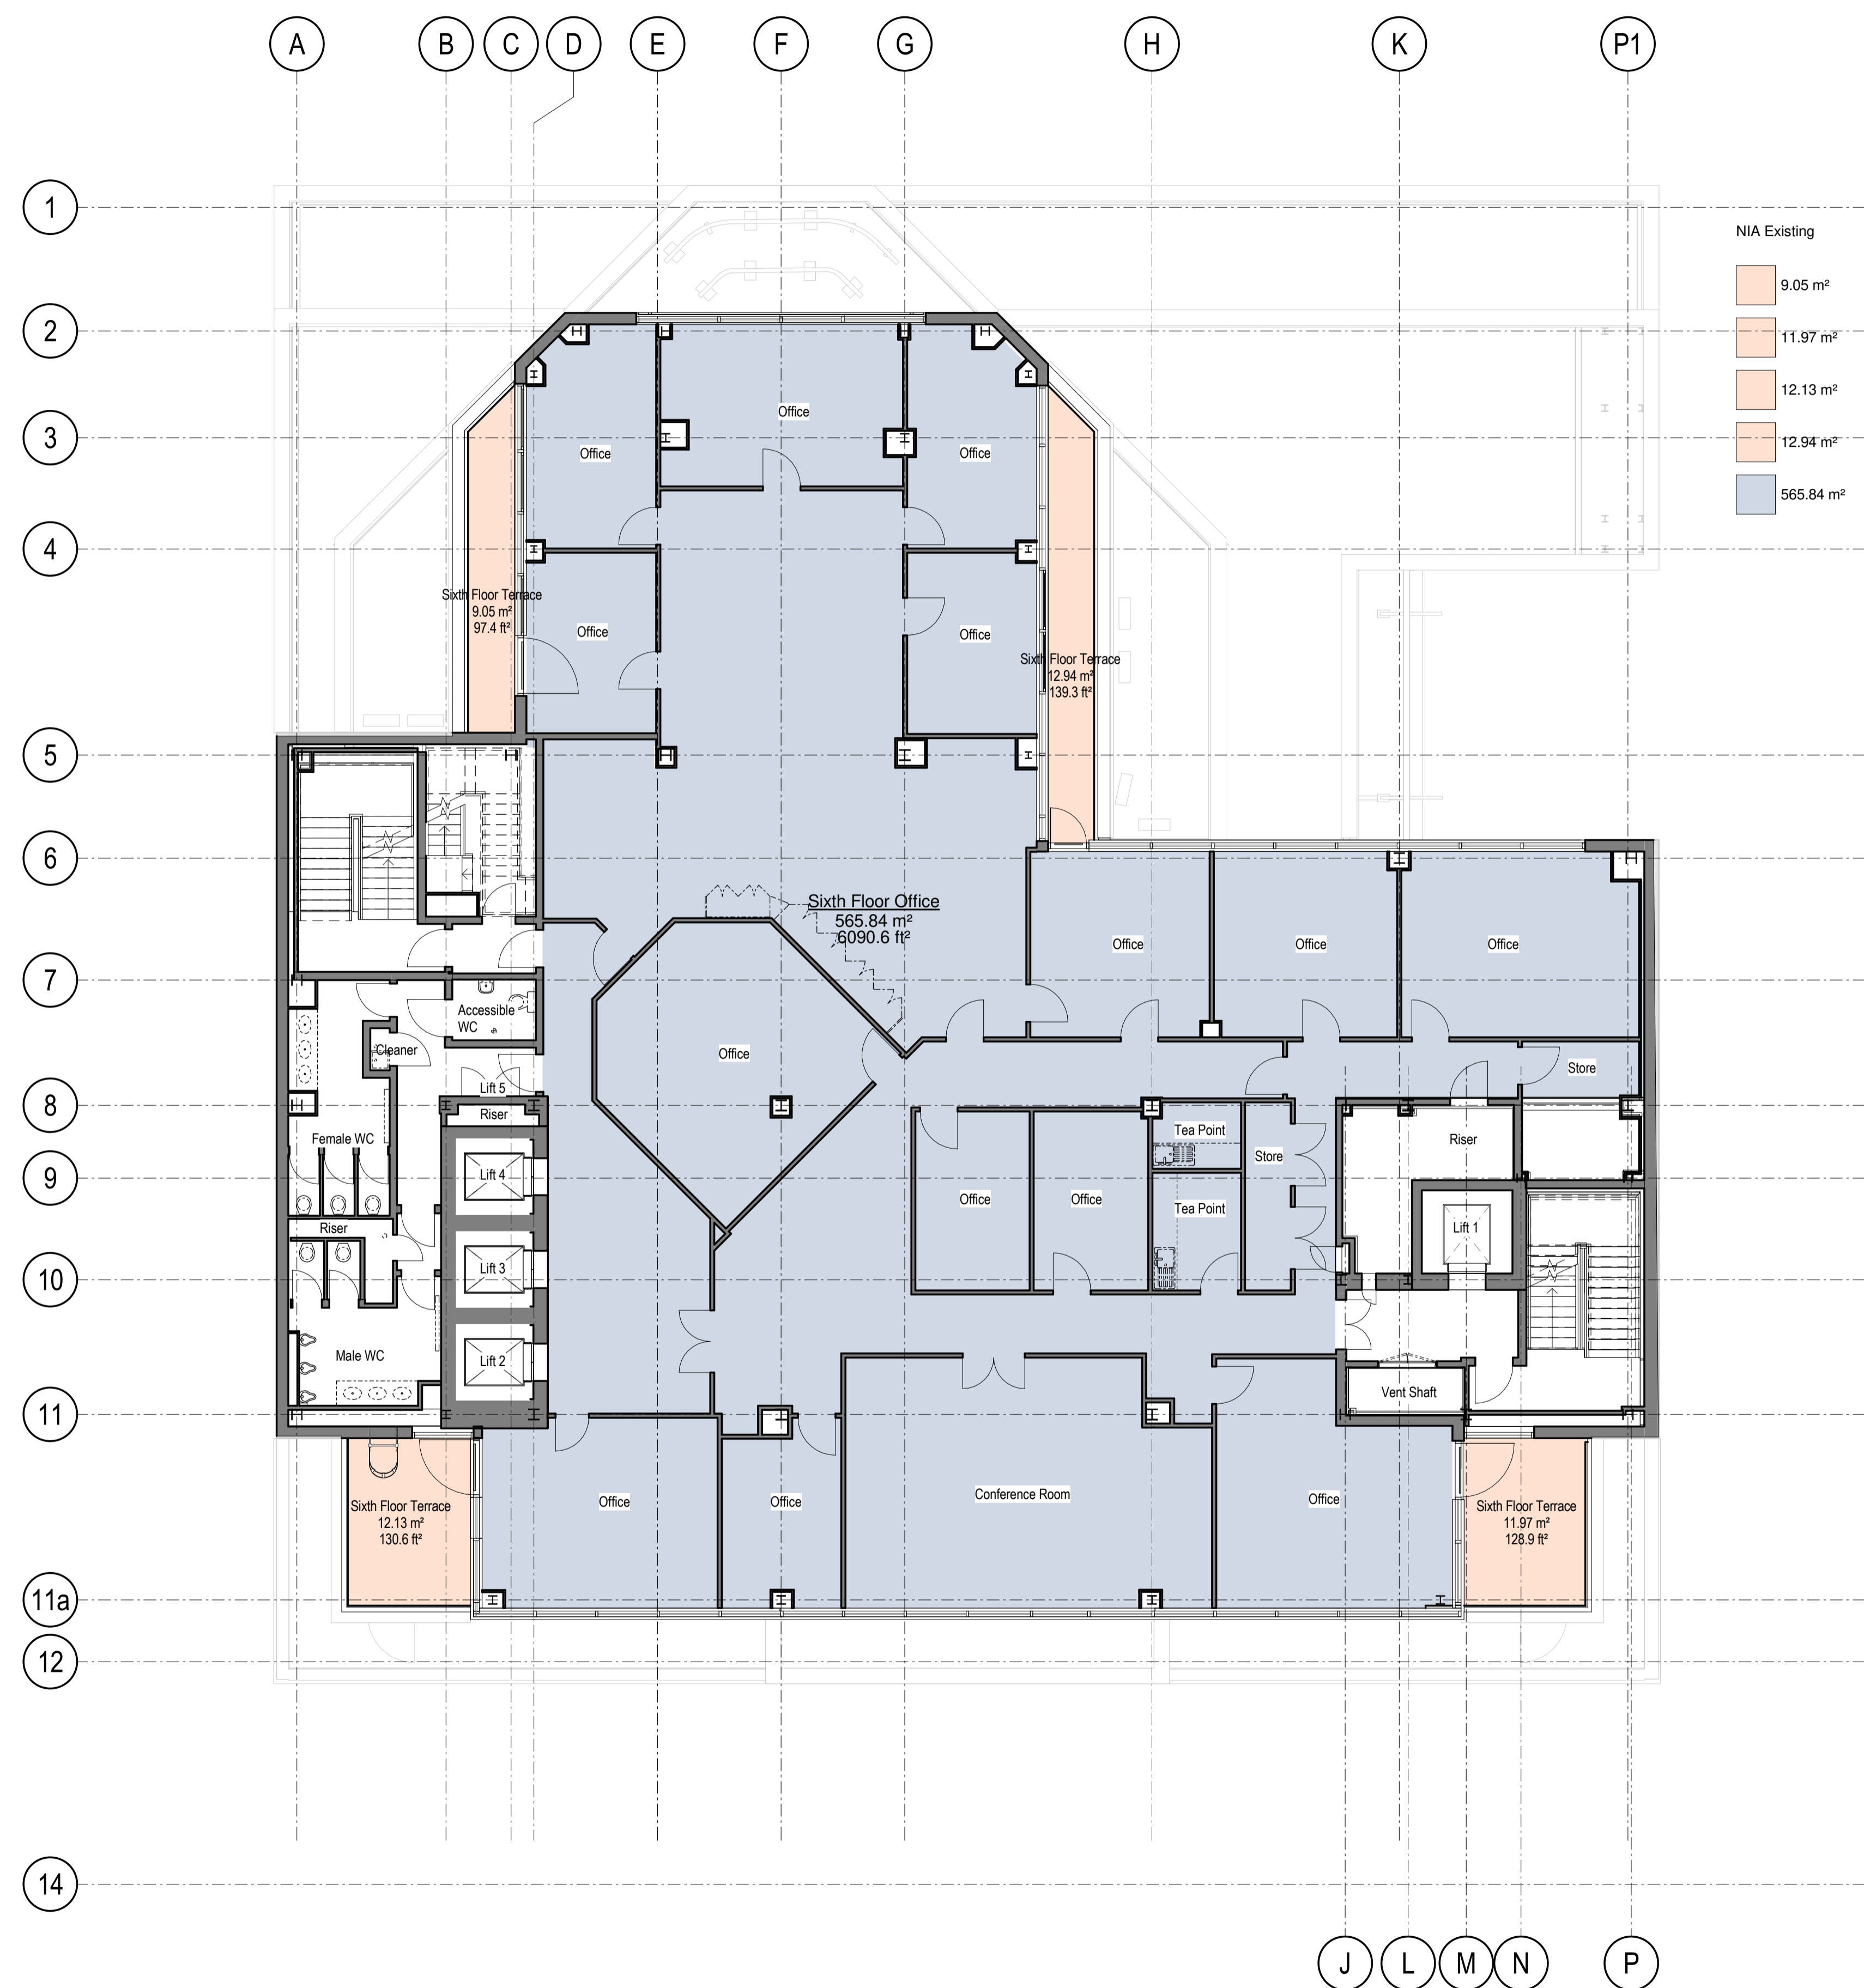 A B C D E F G H K P1
1
NIA Existing
9.05 m²
2
11.97 m²
12.13 m²
Office
3
12.94 m²
Office
Office
565.84 m²
4
Sixth Floor Terrace
9.05 m²
97.4 ft²
Office
Office
Sixth Floor Terrace
12.94 m²
139.3 ft²
5
6
Sixth Floor Office
565.84 m²
6090.6 ft²
Office
Office
Office
7
Accessible
WC
Cleaner
Office
Store
Lift 5
8
Riser
Tea Point
Female WC
Riser
Store
9
Lift 4
Office
Office
Tea Point
Riser
Lift 1
Lift 3
10
Male WC
Lift 2
Vent Shaft
11
Conference Room
Office
Office
Office
Sixth Floor Terrace
12.13 m²
130.6 ft²
Sixth Floor Terrace
11.97 m²
128.9 ft²
11a
12
14
J L M N P